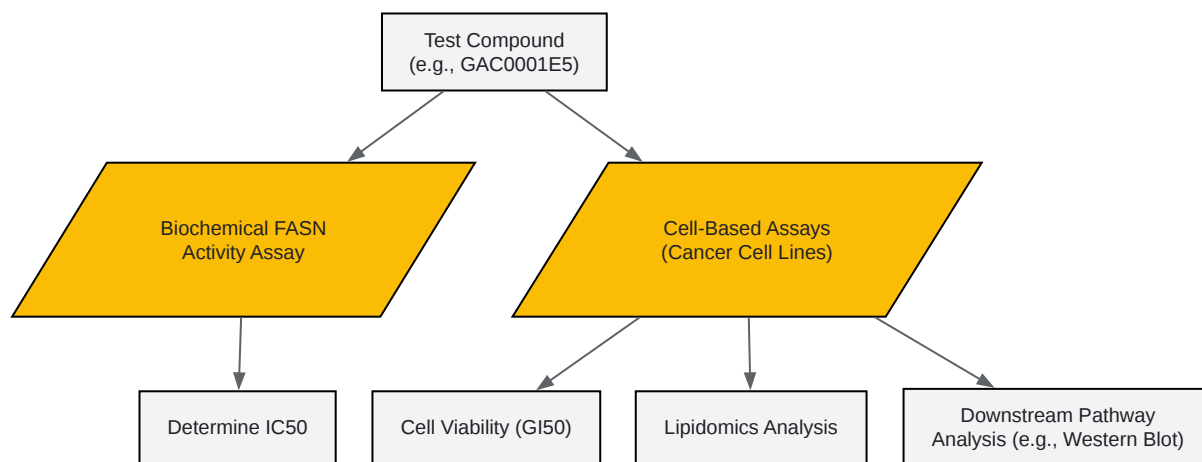 Test Compound
(e.g., GAC0001E5)
Biochemical FASN
Activity Assay
Cell-Based Assays
(Cancer Cell Lines)
Determine IC50
Cell Viability (GI50)
Lipidomics Analysis
Downstream Pathway
Analysis (e.g., Western Blot)